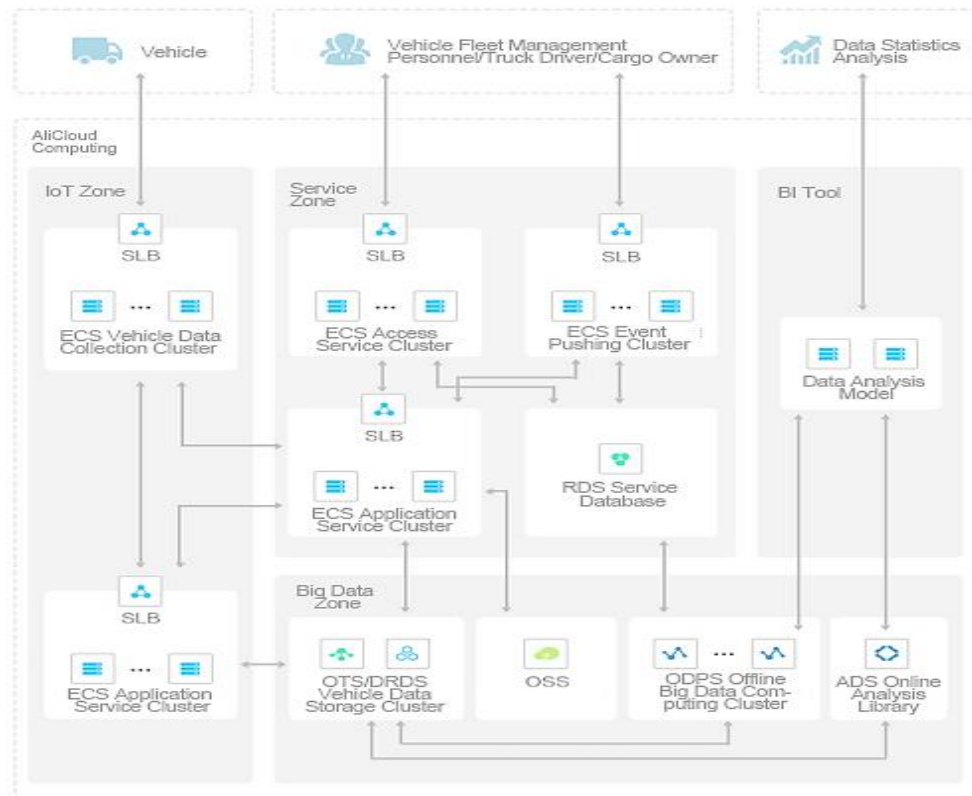 Vehicle
Vehicle Fleet Management
Personnel/Truck Driver/Cargo Owner
Data Statistics
Analysis
AliCloud
Computing
IoT Zone
Service
Zone
BI Tool
SLB
SLB
SLB
ECS Vehicle Data
Collection Cluster
ECS Access
Service Cluster
ECS Event
Pushing Cluster
Data Analysis
Model
SLB
ECS Application
Service Cluster
RDS Service
Database
Big Data
Zone
SLB
ECS Application
Service Cluster
OTS/DRDS
Vehicle Data
Storage Cluster
OSS
ODPS Offline
Big Data Com-
puting Cluster
ADS Online
Analysis
Library